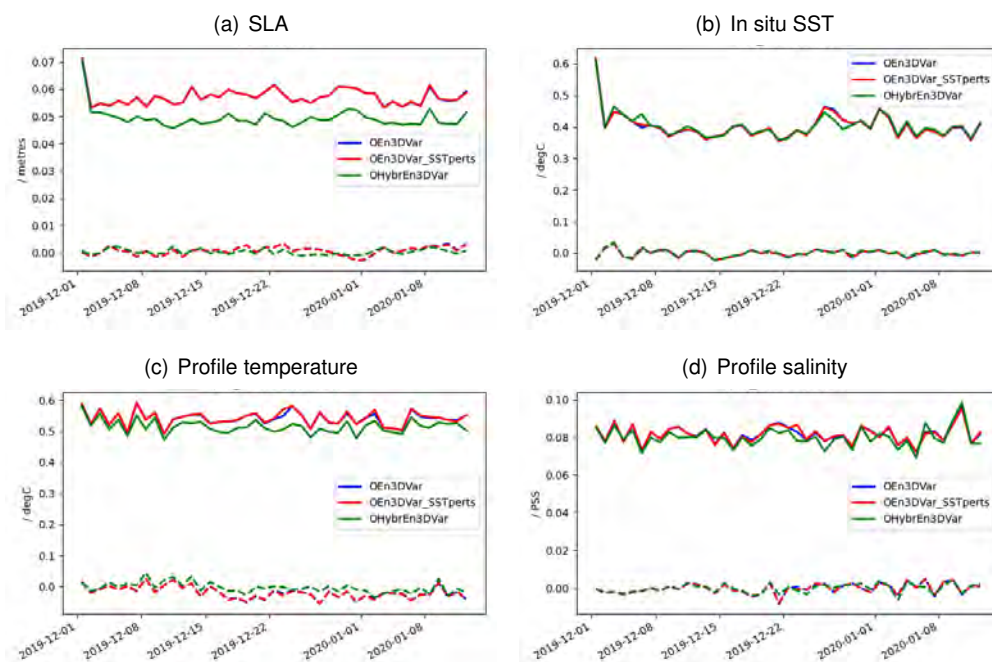 (a) SLA
(b) In situ SST
0.07
0.06
0.05
0.04
0.03
0.02
0.01
0.00
/ metres
OEn3DVar
OEn3DVar_SSTperts
OHybrEn3DVar
2019-12-01
2019-12-08
2019-12-15
2019-12-22
2020-01-01
2020-01-08
0.6
0.4
0.3
0.2
0.1
0.0
/ degC
OEn3DVar
OEn3DVar_SSTperts
OHybrEn3DVar
2019-12-01
2019-12-08
2019-12-15
2019-12-22
2020-01-01
2020-01-08
(c) Profile temperature
(d) Profile salinity
0.6
0.5
0.4
0.3
0.2
0.1
0.0
/ degC
OEn3DVar
OEn3DVar_SSTperts
OHybrEn3DVar
2019-12-01
2019-12-08
2019-12-15
2019-12-22
2020-01-01
2020-01-08
0.10
0.08
0.06
0.04
0.02
0.00
/ PSS
OEn3DVar
OEn3DVar_SSTperts
OHybrEn3DVar
2019-12-01
2019-12-08
2019-12-15
2019-12-22
2020-01-01
2020-01-08